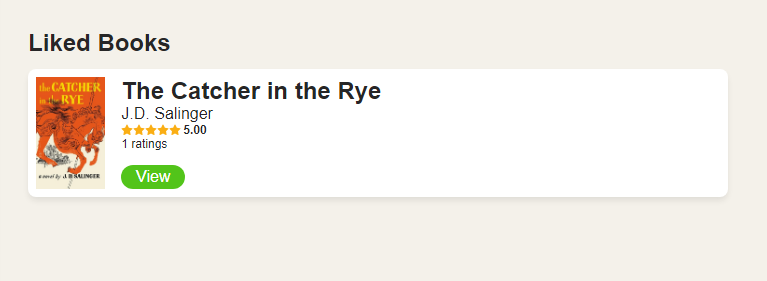 Liked Books
the CATCHER
in the RYE
a novel by J. D. SALINGER
The Catcher in the Rye
J.D. Salinger
5.00
1 ratings
View